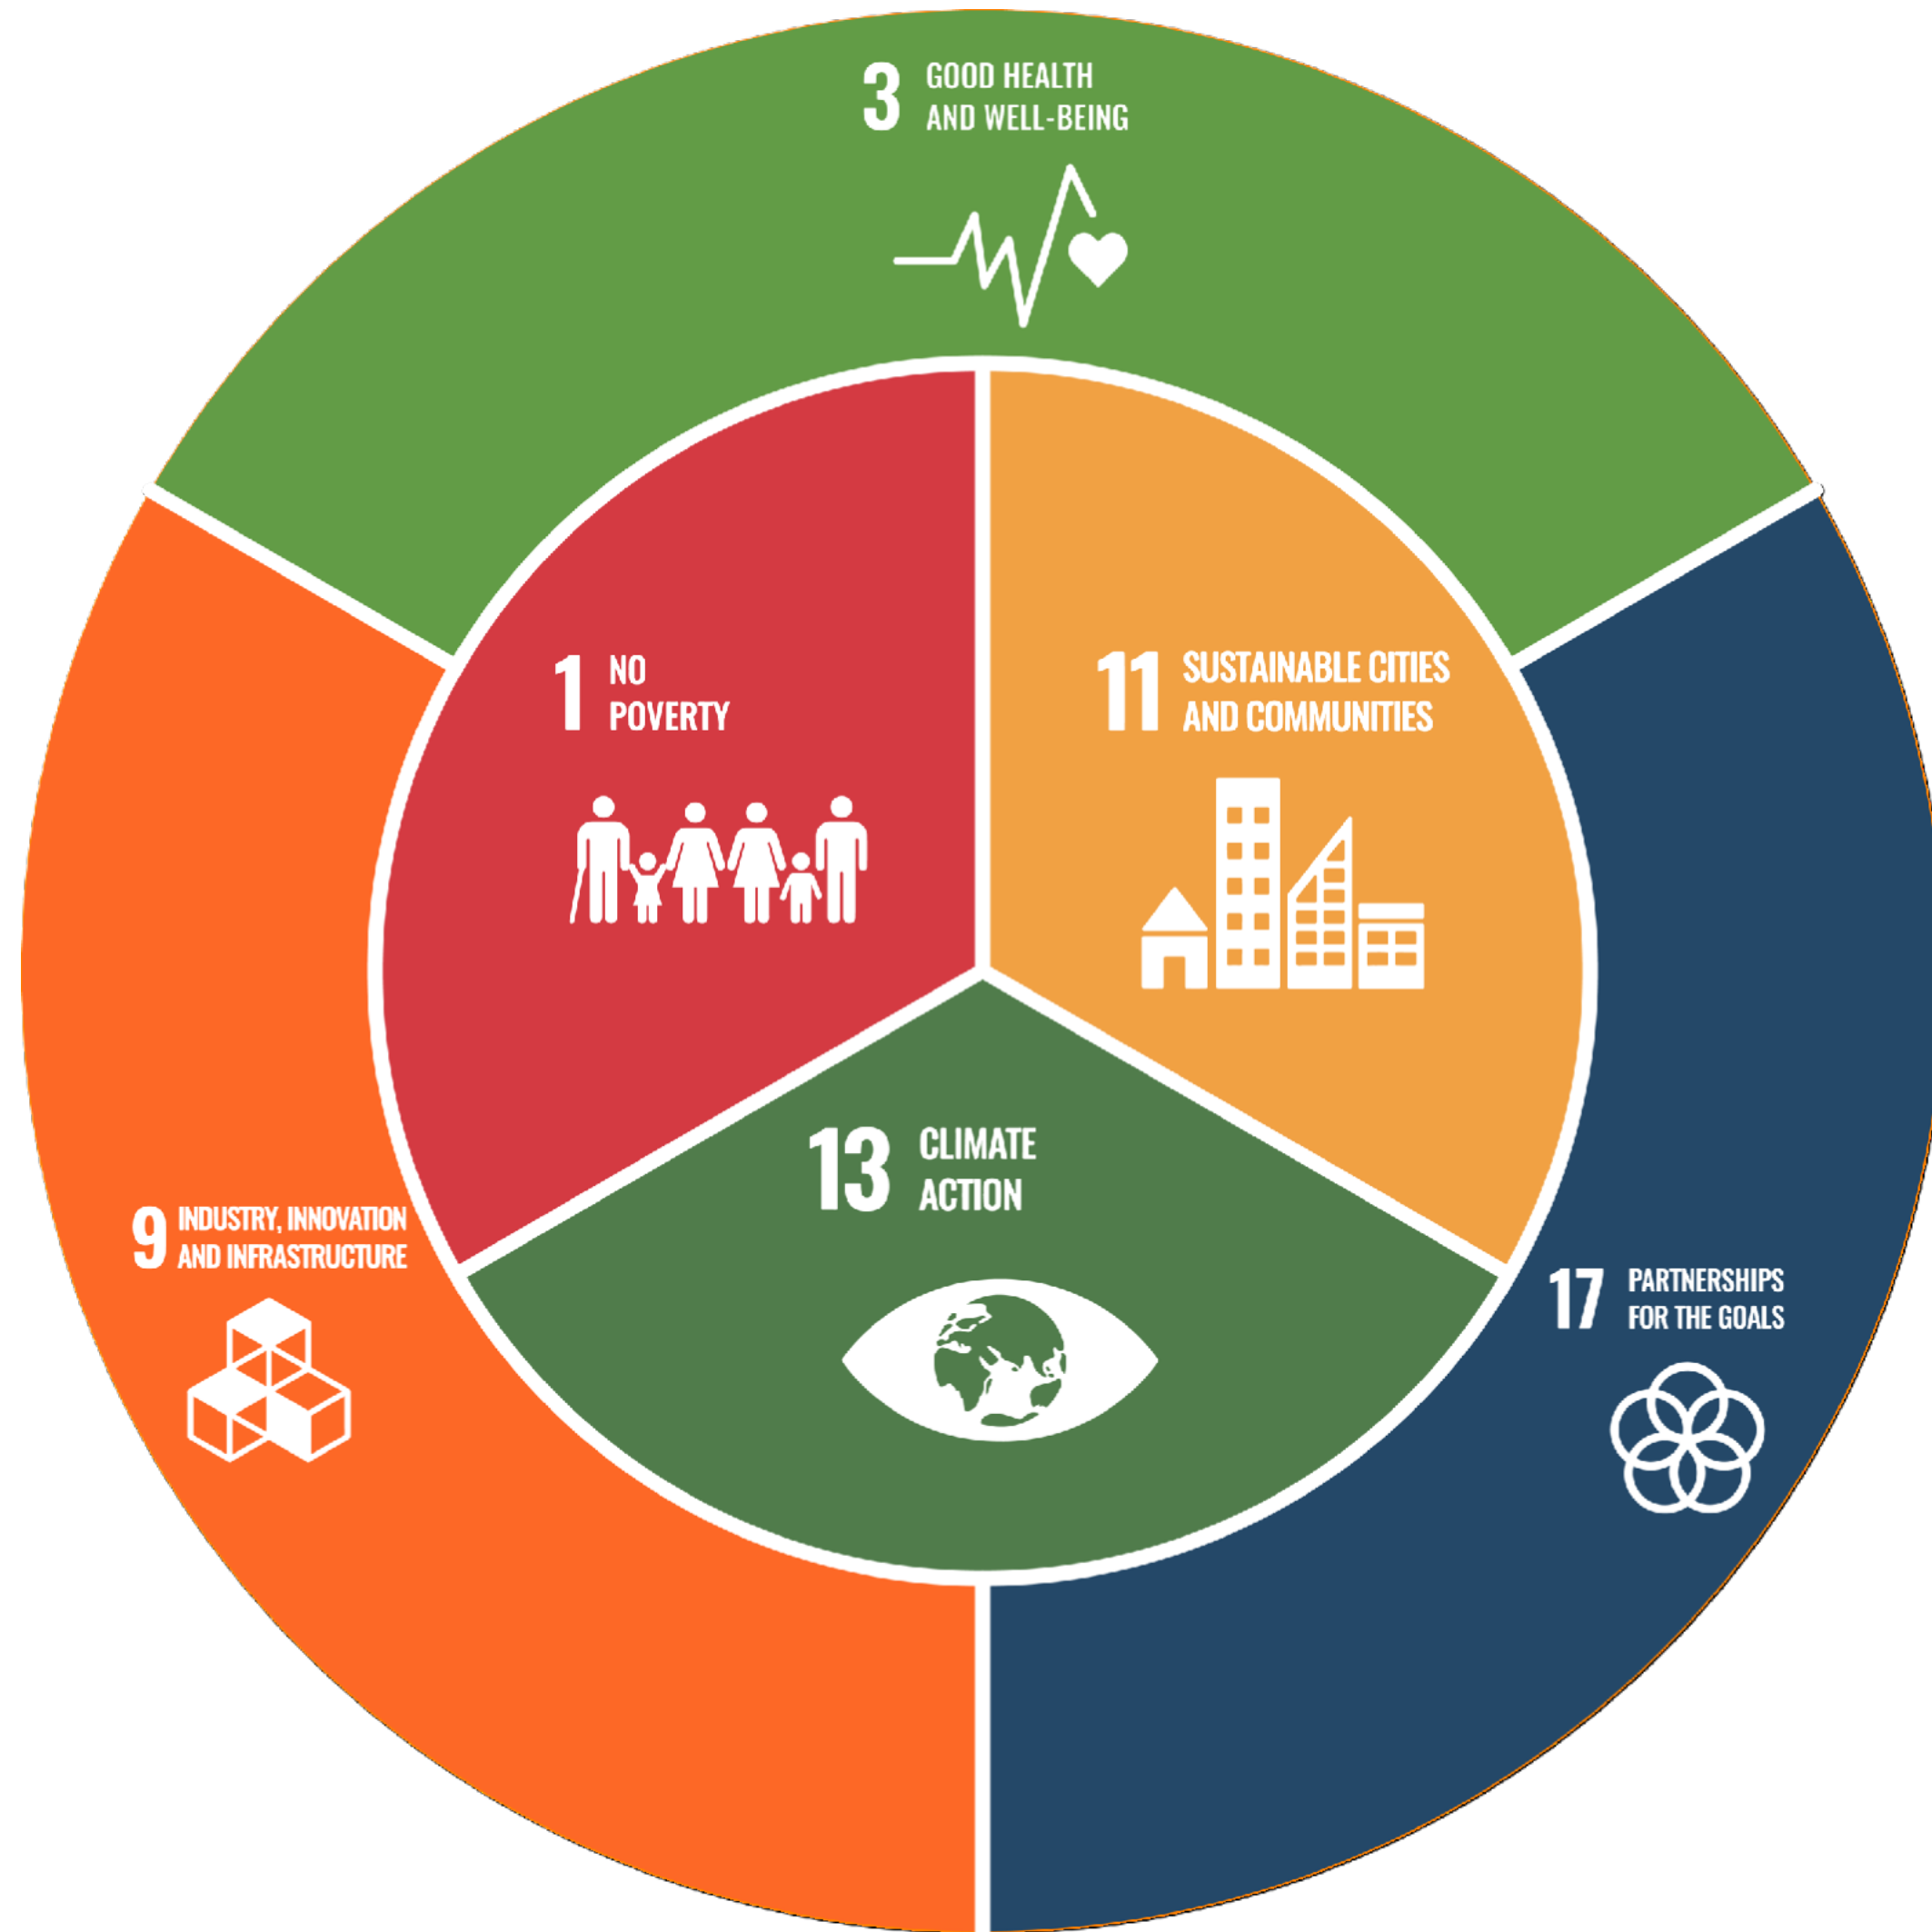 3 GOOD HEALTH
AND WELL-BEING
1 NO
POVERTY
11 SUSTAINABLE CITIES
AND COMMUNITIES
13 CLIMATE
ACTION
9 INDUSTRY, INNOVATION
AND INFRASTRUCTURE
17 PARTNERSHIPS
FOR THE GOALS